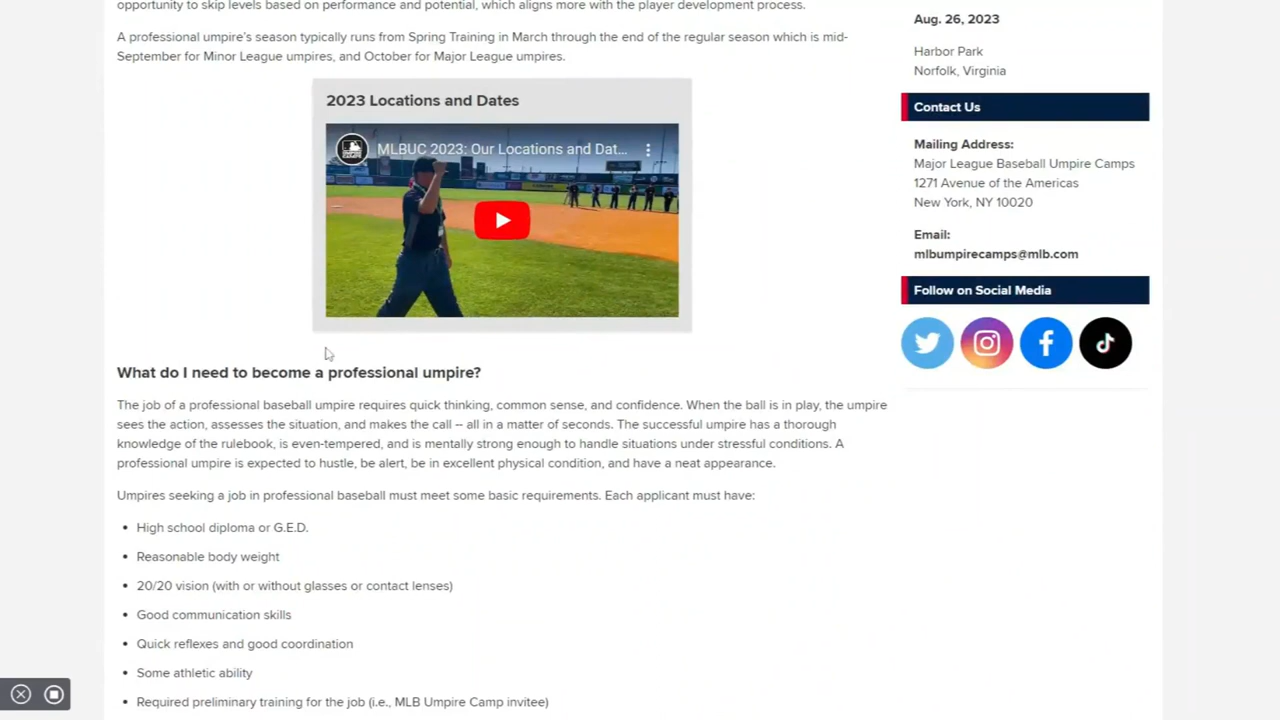 opportunity to skip levels based on performance and potential, which aligns more with the player development process.
A professional umpire's season typically runs from Spring Training in March through the end of the regular season which is mid-
September for Minor League umpires, and October for Major League umpires.
2023 Locations and Dates
MLBUC 2023: Our Locations and Dat...
What do I need to become a professional umpire?
The job of a professional baseball umpire requires quick thinking, common sense, and confidence. When the ball is in play, the umpire
sees the action, assesses the situation, and makes the call – all in a matter of seconds. The successful umpire has a thorough
knowledge of the rulebook, is even-tempered, and is mentally strong enough to handle situations under stressful conditions. A
professional umpire is expected to hustle, be alert, be in excellent physical condition, and have a neat appearance.
Umpires seeking a job in professional baseball must meet some basic requirements. Each applicant must have:
• High school diploma or G.E.D.
• Reasonable body weight
• 20/20 vision (with or without glasses or contact lenses)
• Good communication skills
• Quick reflexes and good coordination
• Some athletic ability
• Required preliminary training for the job (i.e., MLB Umpire Camp invitee)
Aug. 26, 2023
Harbor Park
Norfolk, Virginia
Contact Us
Mailing Address:
Major League Baseball Umpire Camps
1271 Avenue of the Americas
New York, NY 10020
Email:
mlbumpirecamps@mlb.com
Follow on Social Media